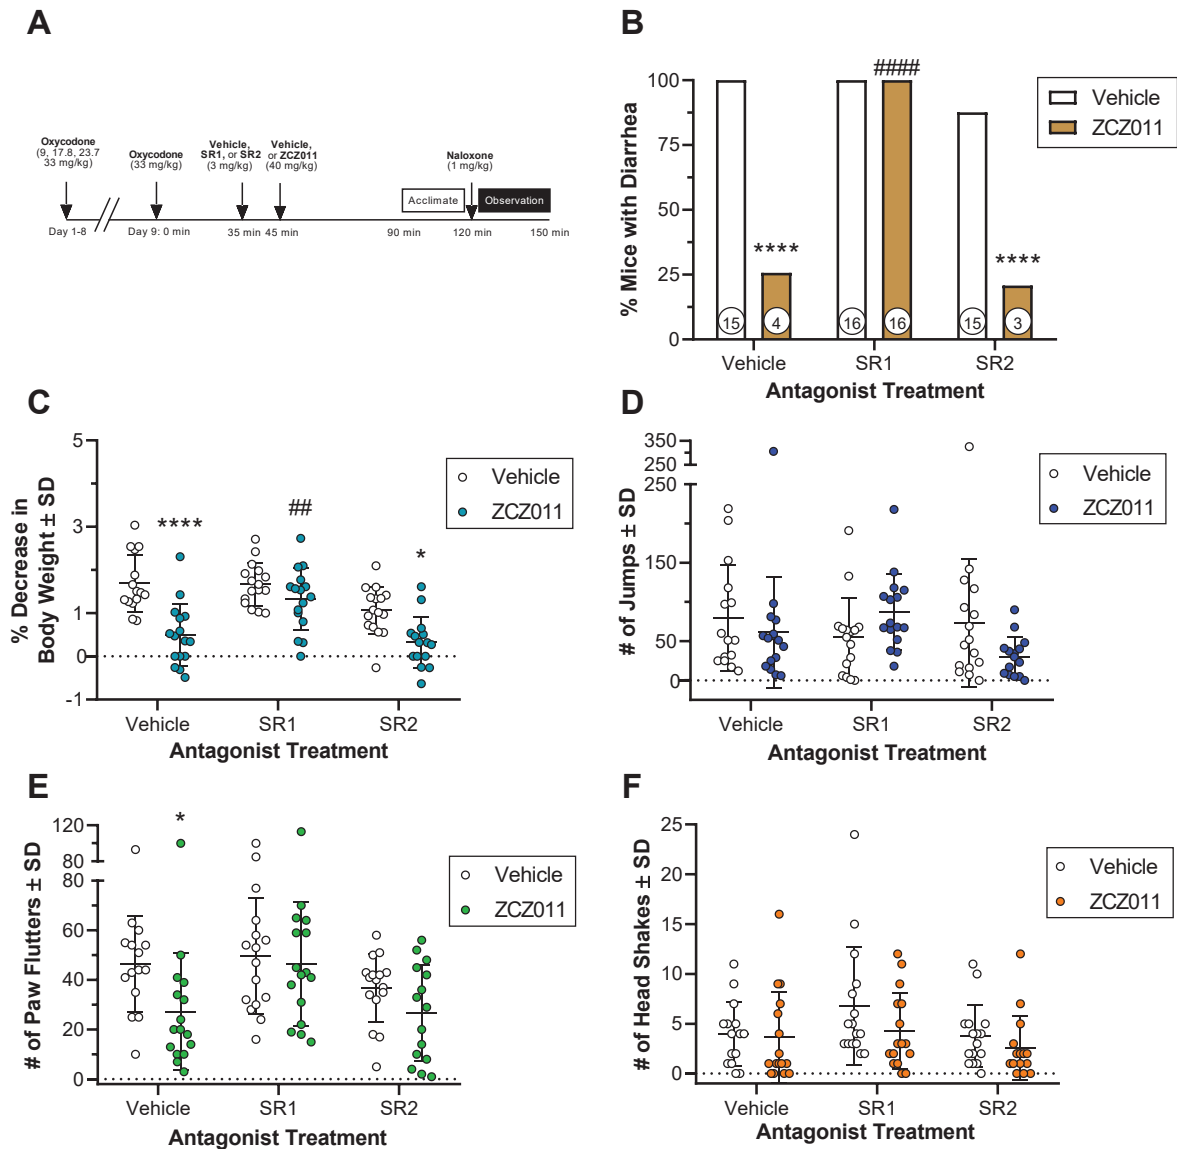 A
Oxycodone
(9, 17.8, 23.7
33 mg/kg)
Oxycodone
(33 mg/kg)
Vehicle,
SR1, or SR2
(3 mg/kg)
Vehicle,
or ZCZ011
(40 mg/kg)
Naloxone
(1 mg/kg)
Acclimate
Observation
Day 1-8
Day 9: 0 min
35 min
45 min
90 min
120 min
150 min
B
% Mice with Diarrhea
100
75
50
25
0
****
####
****
15
4
16
16
15
3
Vehicle
SR1
SR2
Antagonist Treatment
Vehicle
ZCZ011
C
% Decrease in
Body Weight ± SD
5
3
1
0
-1
****
##
*
Vehicle
SR1
SR2
Antagonist Treatment
Vehicle
ZCZ011
D
# of Jumps ± SD
350
250
250
150
50
0
Vehicle
SR1
SR2
Antagonist Treatment
Vehicle
ZCZ011
E
# of Paw Flutters ± SD
120
80
80
60
40
20
0
*
Vehicle
SR1
SR2
Antagonist Treatment
Vehicle
ZCZ011
F
# of Head Shakes ± SD
25
20
15
10
5
0
Vehicle
SR1
SR2
Antagonist Treatment
Vehicle
ZCZ011